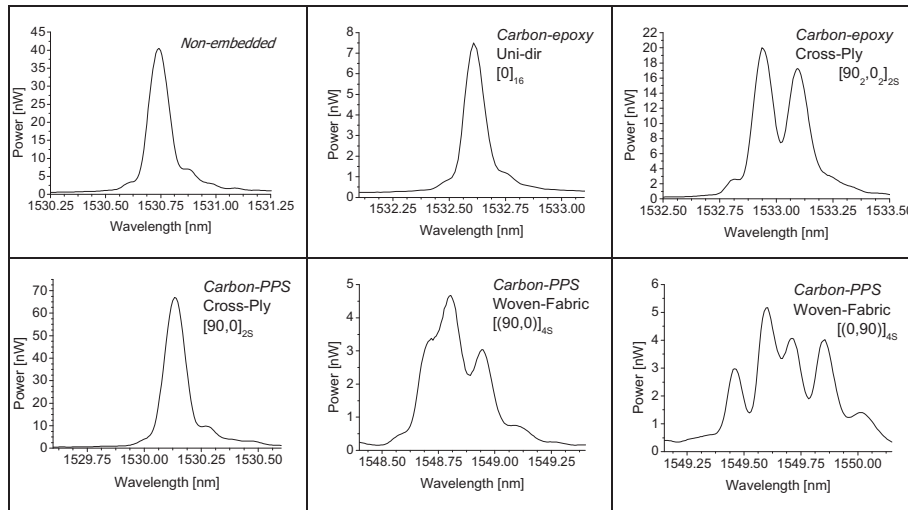 Non-embedded
Power [nW]
45
40
35
30
25
20
15
10
5
0
1530.25 1530.50 1530.75 1531.00 1531.25
Wavelength [nm]
Carbon-epoxy
Uni-dir
[0]16
Power [nW]
8
7
6
5
4
3
2
1
0
1532.25 1532.50 1532.75 1533.00
Wavelength [nm]
Carbon-epoxy
Cross-Ply
[902,02]2S
Power [nW]
22
20
18
16
14
12
10
8
6
4
2
0
1532.50 1532.75 1533.00 1533.25 1533.50
Wavelength [nm]
Carbon-PPS
Cross-Ply
[90,0]2S
Power [nW]
70
60
50
40
30
20
10
0
1529.75 1530.00 1530.25 1530.50
Wavelength [nm]
Carbon-PPS
Woven-Fabric
[(90,0)]4S
Power [nW]
5
4
3
2
1
0
1548.50 1548.75 1549.00 1549.25
Wavelength [nm]
Carbon-PPS
Woven-Fabric
[(0,90)]4S
Power [nW]
6
5
4
3
2
1
0
1549.25 1549.50 1549.75 1550.00
Wavelength [nm]